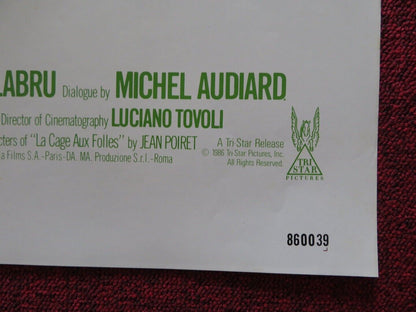 LABRU Dialogue by MICHEL AUDIARD.
Director of Cinematography LUCIANO TOVOLI
cters of "La Cage Aux Folles" by JEAN POIRET
a Films S.A.-Paris-DA. MA. Produzione S.r.l.-Roma
A Tri-Star Release
© 1986 Tri-Star Pictures, Inc.
All Rights Reserved.
TRI
STAR
PICTURES
860039